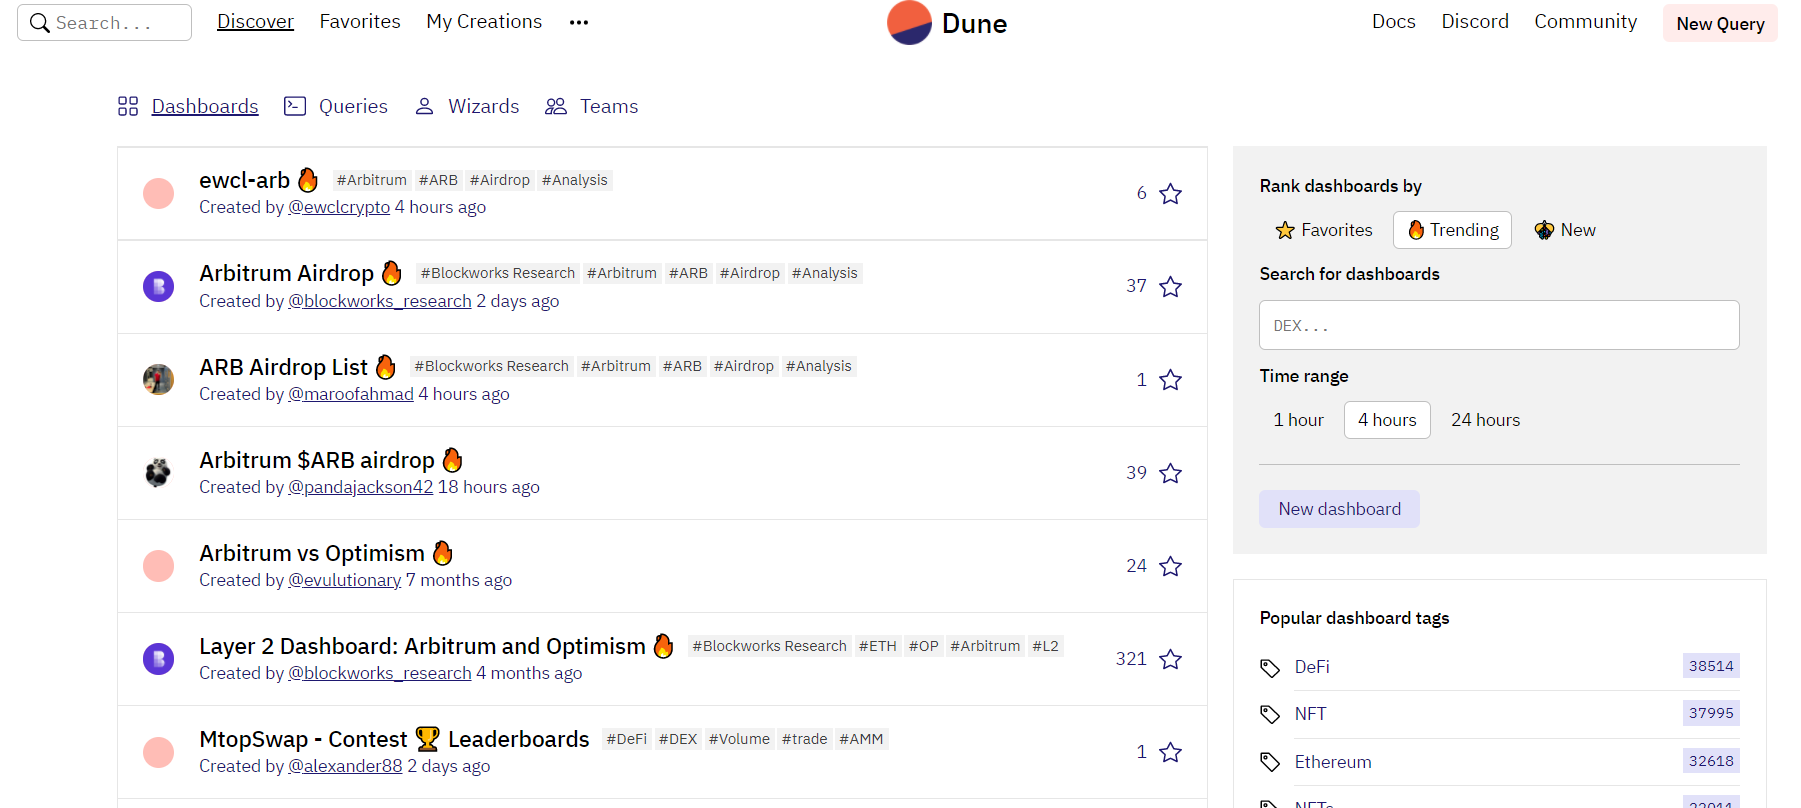 Search... Discover Favorites My Creations ••• Dune Docs Discord Community New Query
Dashboards Queries Wizards Teams
ewcl-arb 🔥 #Arbitrum #ARB #Airdrop #Analysis
Created by @ewclcrypto 4 hours ago
6
Arbitrum Airdrop 🔥 #Blockworks Research #Arbitrum #ARB #Airdrop #Analysis
Created by @blockworks_research 2 days ago
37
ARB Airdrop List 🔥 #Blockworks Research #Arbitrum #ARB #Airdrop #Analysis
Created by @maroofahmad 4 hours ago
1
Arbitrum $ARB airdrop 🔥
Created by @pandajackson42 18 hours ago
39
Arbitrum vs Optimism 🔥
Created by @evulutionary 7 months ago
24
Layer 2 Dashboard: Arbitrum and Optimism 🔥 #Blockworks Research #ETH #OP #Arbitrum #L2
Created by @blockworks_research 4 months ago
321
MtopSwap - Contest 🏆 Leaderboards #DeFi #DEX #Volume #trade #AMM
Created by @alexander88 2 days ago
1
Rank dashboards by
Favorites Trending New
Search for dashboards
DEX...
Time range
1 hour 4 hours 24 hours
New dashboard
Popular dashboard tags
DeFi 38514
NFT 37995
Ethereum 32618